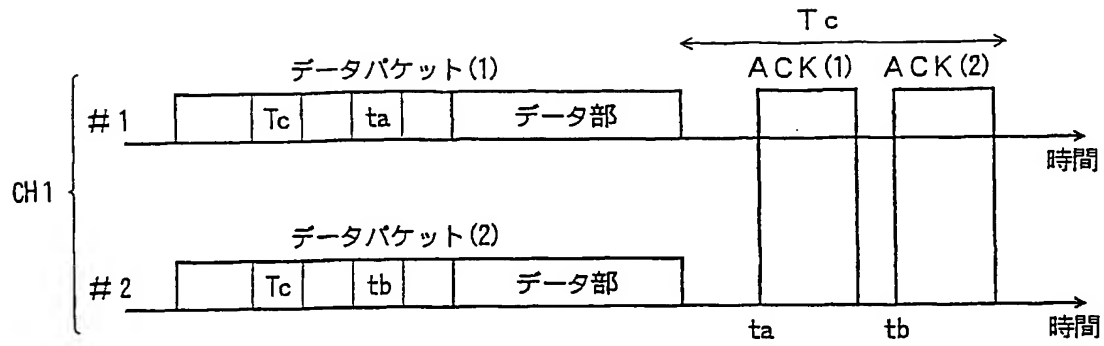 Tc
データパケット(1)
ACK(1) ACK(2)
#1
Tc
ta
データ部
時間
CH1
データパケット(2)
#2
Tc
tb
データ部
ta
tb
時間